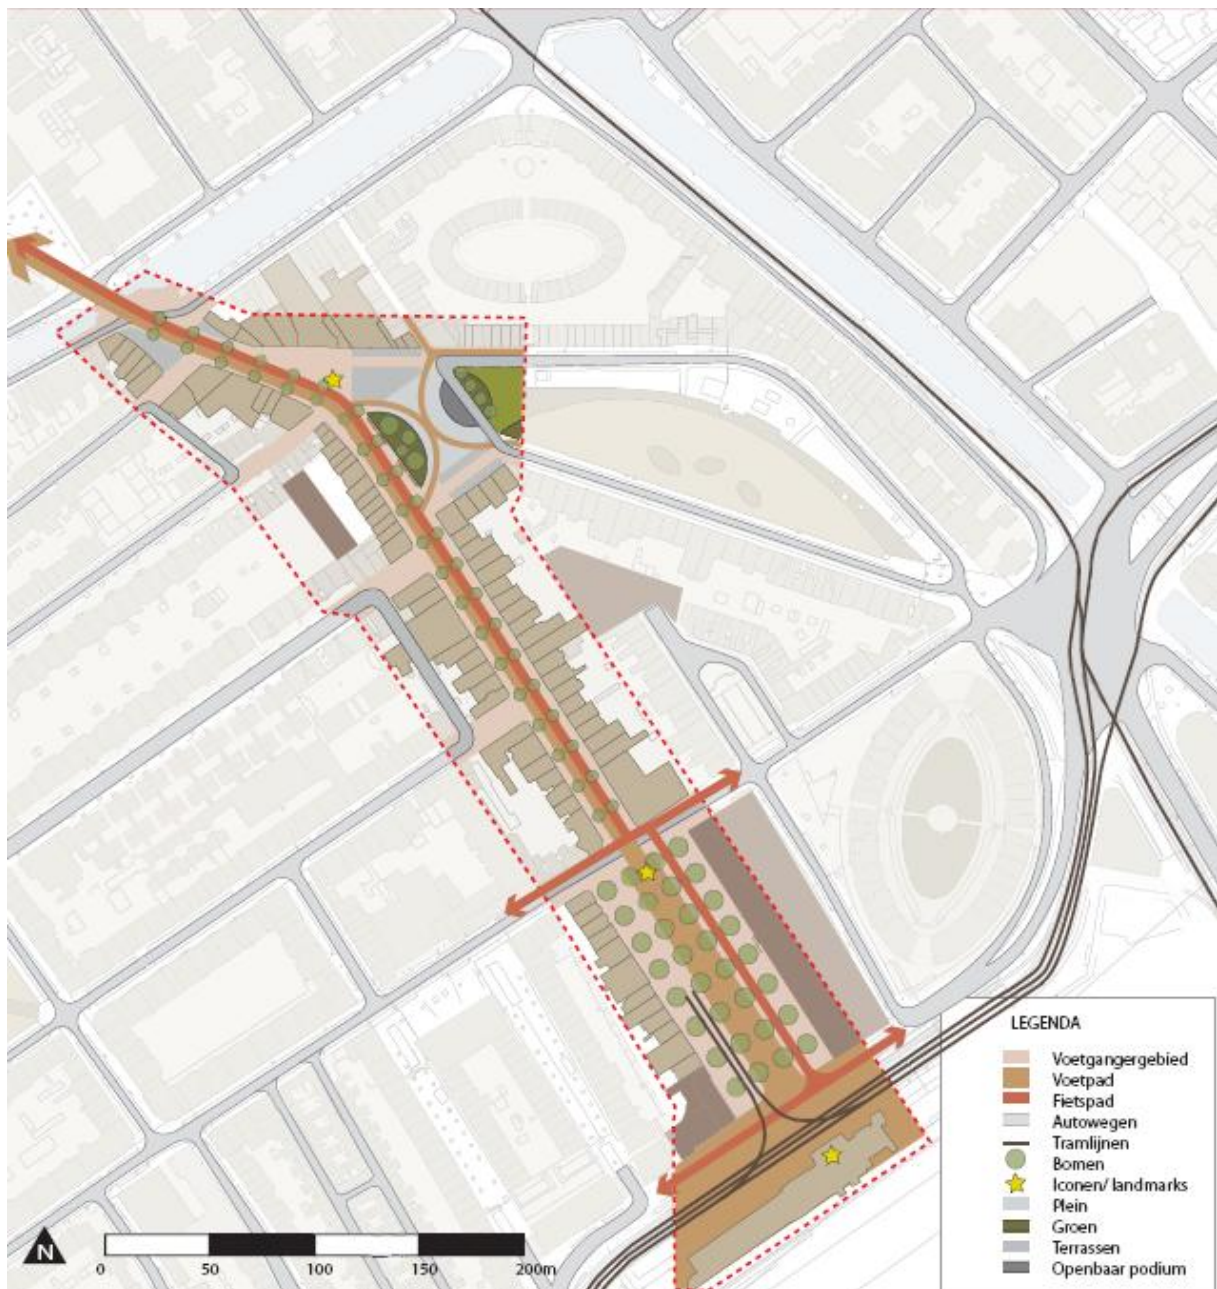 LEGENDA
Voetgangergebied
Voetpad
Fietspad
Autowegen
Tramlijnen
Bomen
Iconen/ landmarks
Plein
Groen
Terrassen
Openbaar podium
N
0 50 100 150 200m